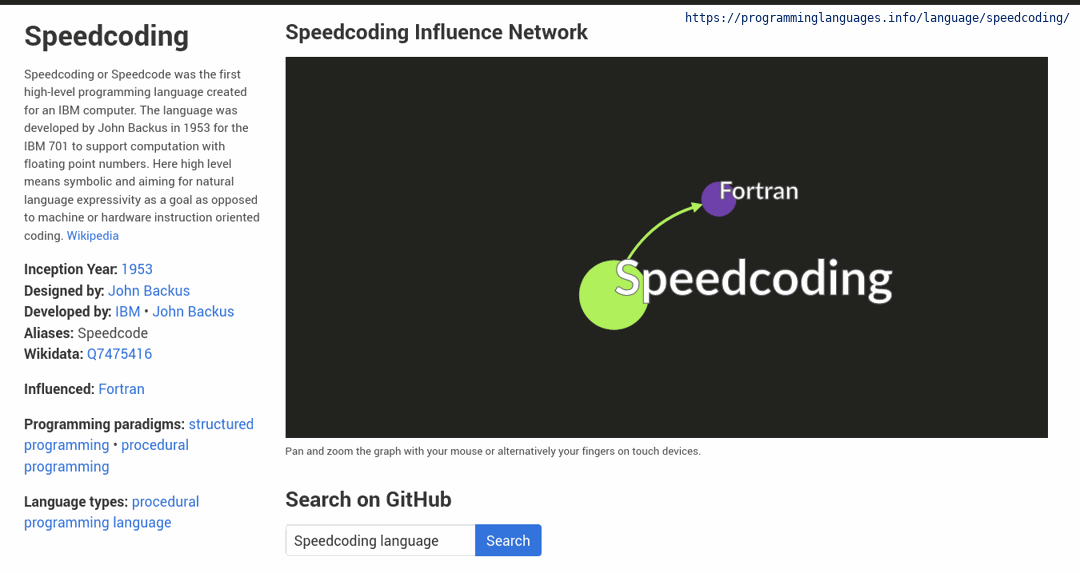 https://programminglanguages.info/language/speedcoding/
Speedcoding
Speedcoding or Speedcode was the first
high-level programming language created
for an IBM computer. The language was
developed by John Backus in 1953 for the
IBM 701 to support computation with
floating point numbers. Here high level
means symbolic and aiming for natural
language expressivity as a goal as opposed
to machine or hardware instruction oriented
coding. Wikipedia
Inception Year: 1953
Designed by: John Backus
Developed by: IBM • John Backus
Aliases: Speedcode
Wikidata: Q7475416
Influenced: Fortran
Programming paradigms: structured
programming • procedural
programming
Language types: procedural
programming language
Speedcoding Influence Network
Fortran
Speedcoding
Pan and zoom the graph with your mouse or alternatively your fingers on touch devices.
Search on GitHub
Speedcoding language
Search